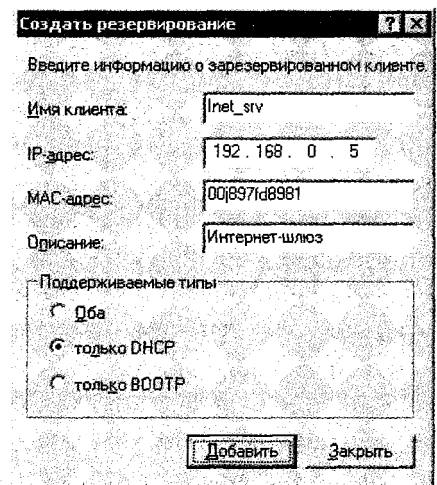 Создать резервирование
Введите информацию о зарезервированном клиенте.
Имя клиента: Inet_srv
IP-адрес: 192 . 168 . 0 . 5
MAC-адрес: 00j897fd8981
Описание: Интернет-шлюз
Поддерживаемые типы
Оба
только DHCP
только BOOTP
Добавить Закрыть